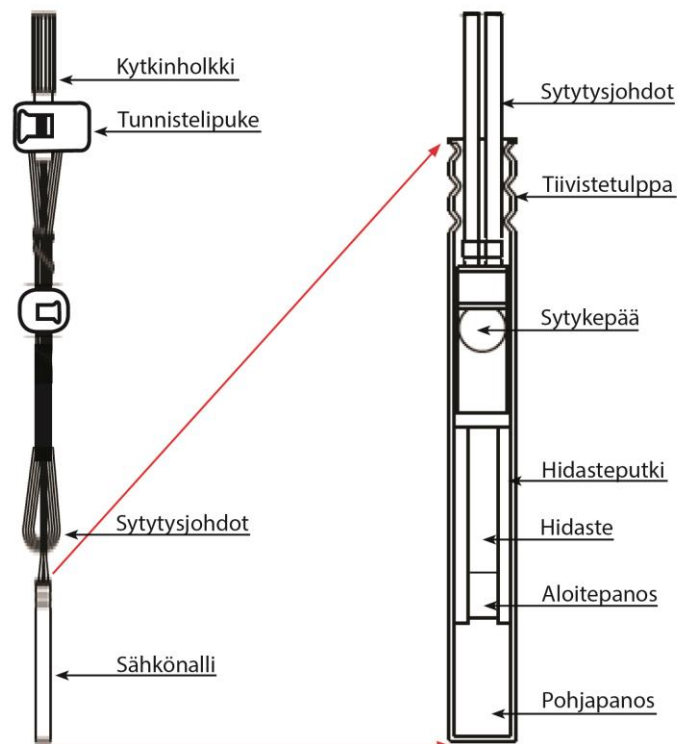 Kytkinholkki
Tunnistelipuke
Sytytysjohdot
Sähkönalli
Sytytysjohdot
Tiivistetulppa
Sytykepää
Hidasteputki
Hidaste
Aloitepanos
Pohjapanos